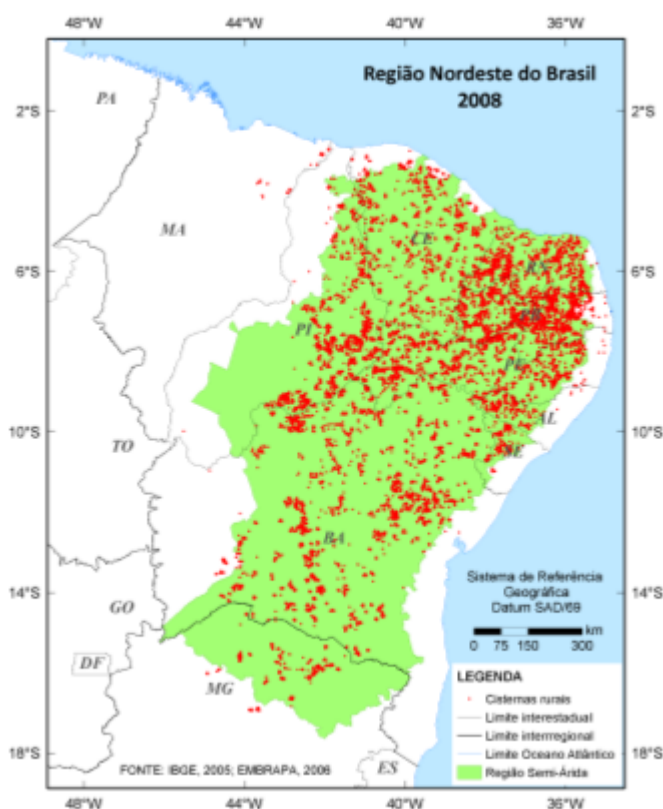 48°W 44°W 40°W 36°W
Região Nordeste do Brasil
2008
2°S 2°S
PA
MA
CE
6°S 6°S
RN
PB
PI
PE
AL
10°S 10°S
TO
SE
BA
14°S 14°S
Sistema de Referência
Geográfica
Datum SAD/69
GO
km
0 75 150 300
DF
MG
LEGENDA
Cisternas rurais
Limite interestadual
Limite interrregional
Limite Oceano Atlântico
Região Semi-Árida
ES
18°S 18°S
FONTE: IBGE, 2005; EMBRAPA, 2006
44°W 40°W 36°W